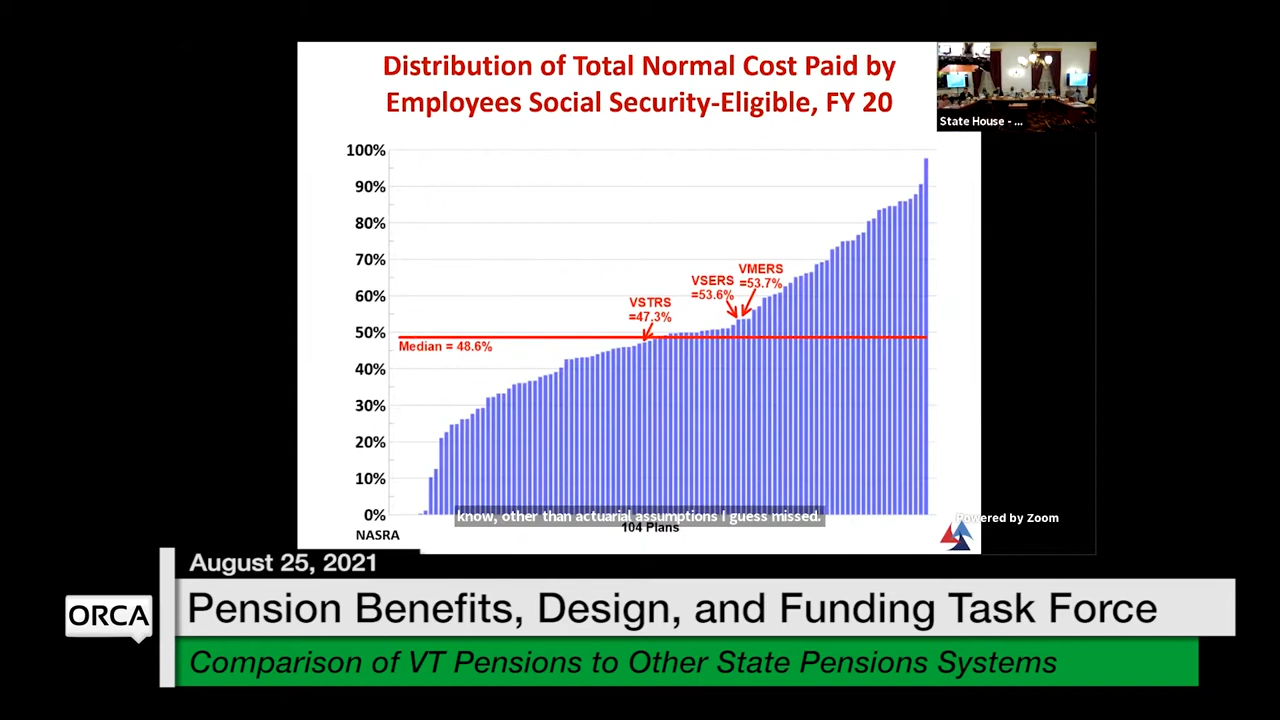 Distribution of Total Normal Cost Paid by
Employees Social Security-Eligible, FY 20
State House - ...
100%
90%
80%
70%
60%
50%
40%
30%
20%
10%
0%
VMERS
=53.7%
VSERS
=53.6%
VSTRS
=47.3%
Median = 48.6%
know, other than actuarial assumptions I guess missed.
104 Plans
NASRA
Powered by Zoom
August 25, 2021
ORCA
Pension Benefits, Design, and Funding Task Force
Comparison of VT Pensions to Other State Pensions Systems